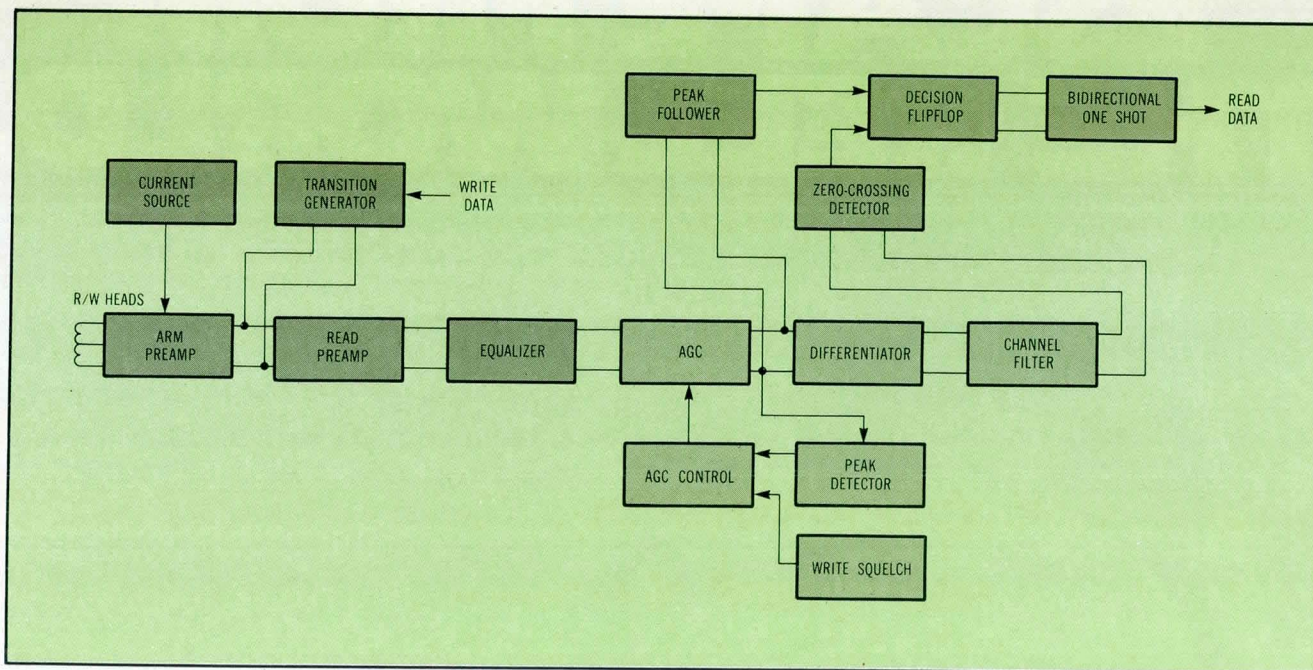 PEAK
FOLLOWER
DECISION
FLIPFLOP
BIDIRECTIONAL
ONE SHOT
READ
DATA
CURRENT
SOURCE
TRANSITION
GENERATOR
WRITE
DATA
ZERO-CROSSING
DETECTOR
R/W HEADS
ARM
PREAMP
READ
PREAMP
EQUALIZER
AGC
DIFFERENTIATOR
CHANNEL
FILTER
AGC CONTROL
PEAK
DETECTOR
WRITE SQUELCH